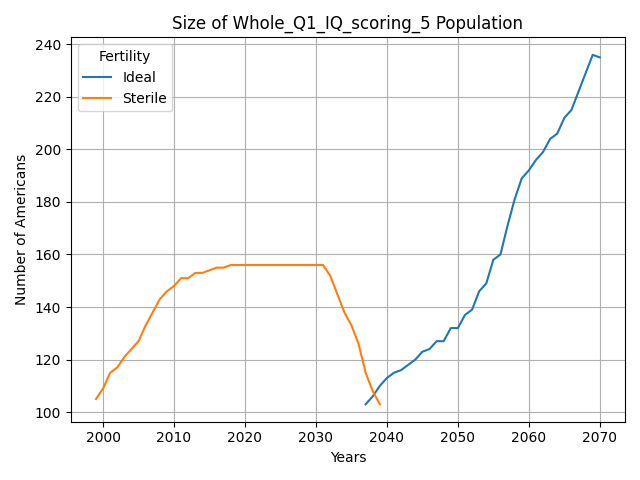 Size of Whole_Q1_IQ_scoring_5 Population
Fertility
Ideal
Sterile
Number of Americans
240
220
200
180
160
140
120
100
2000 2010 2020 2030 2040 2050 2060 2070
Years